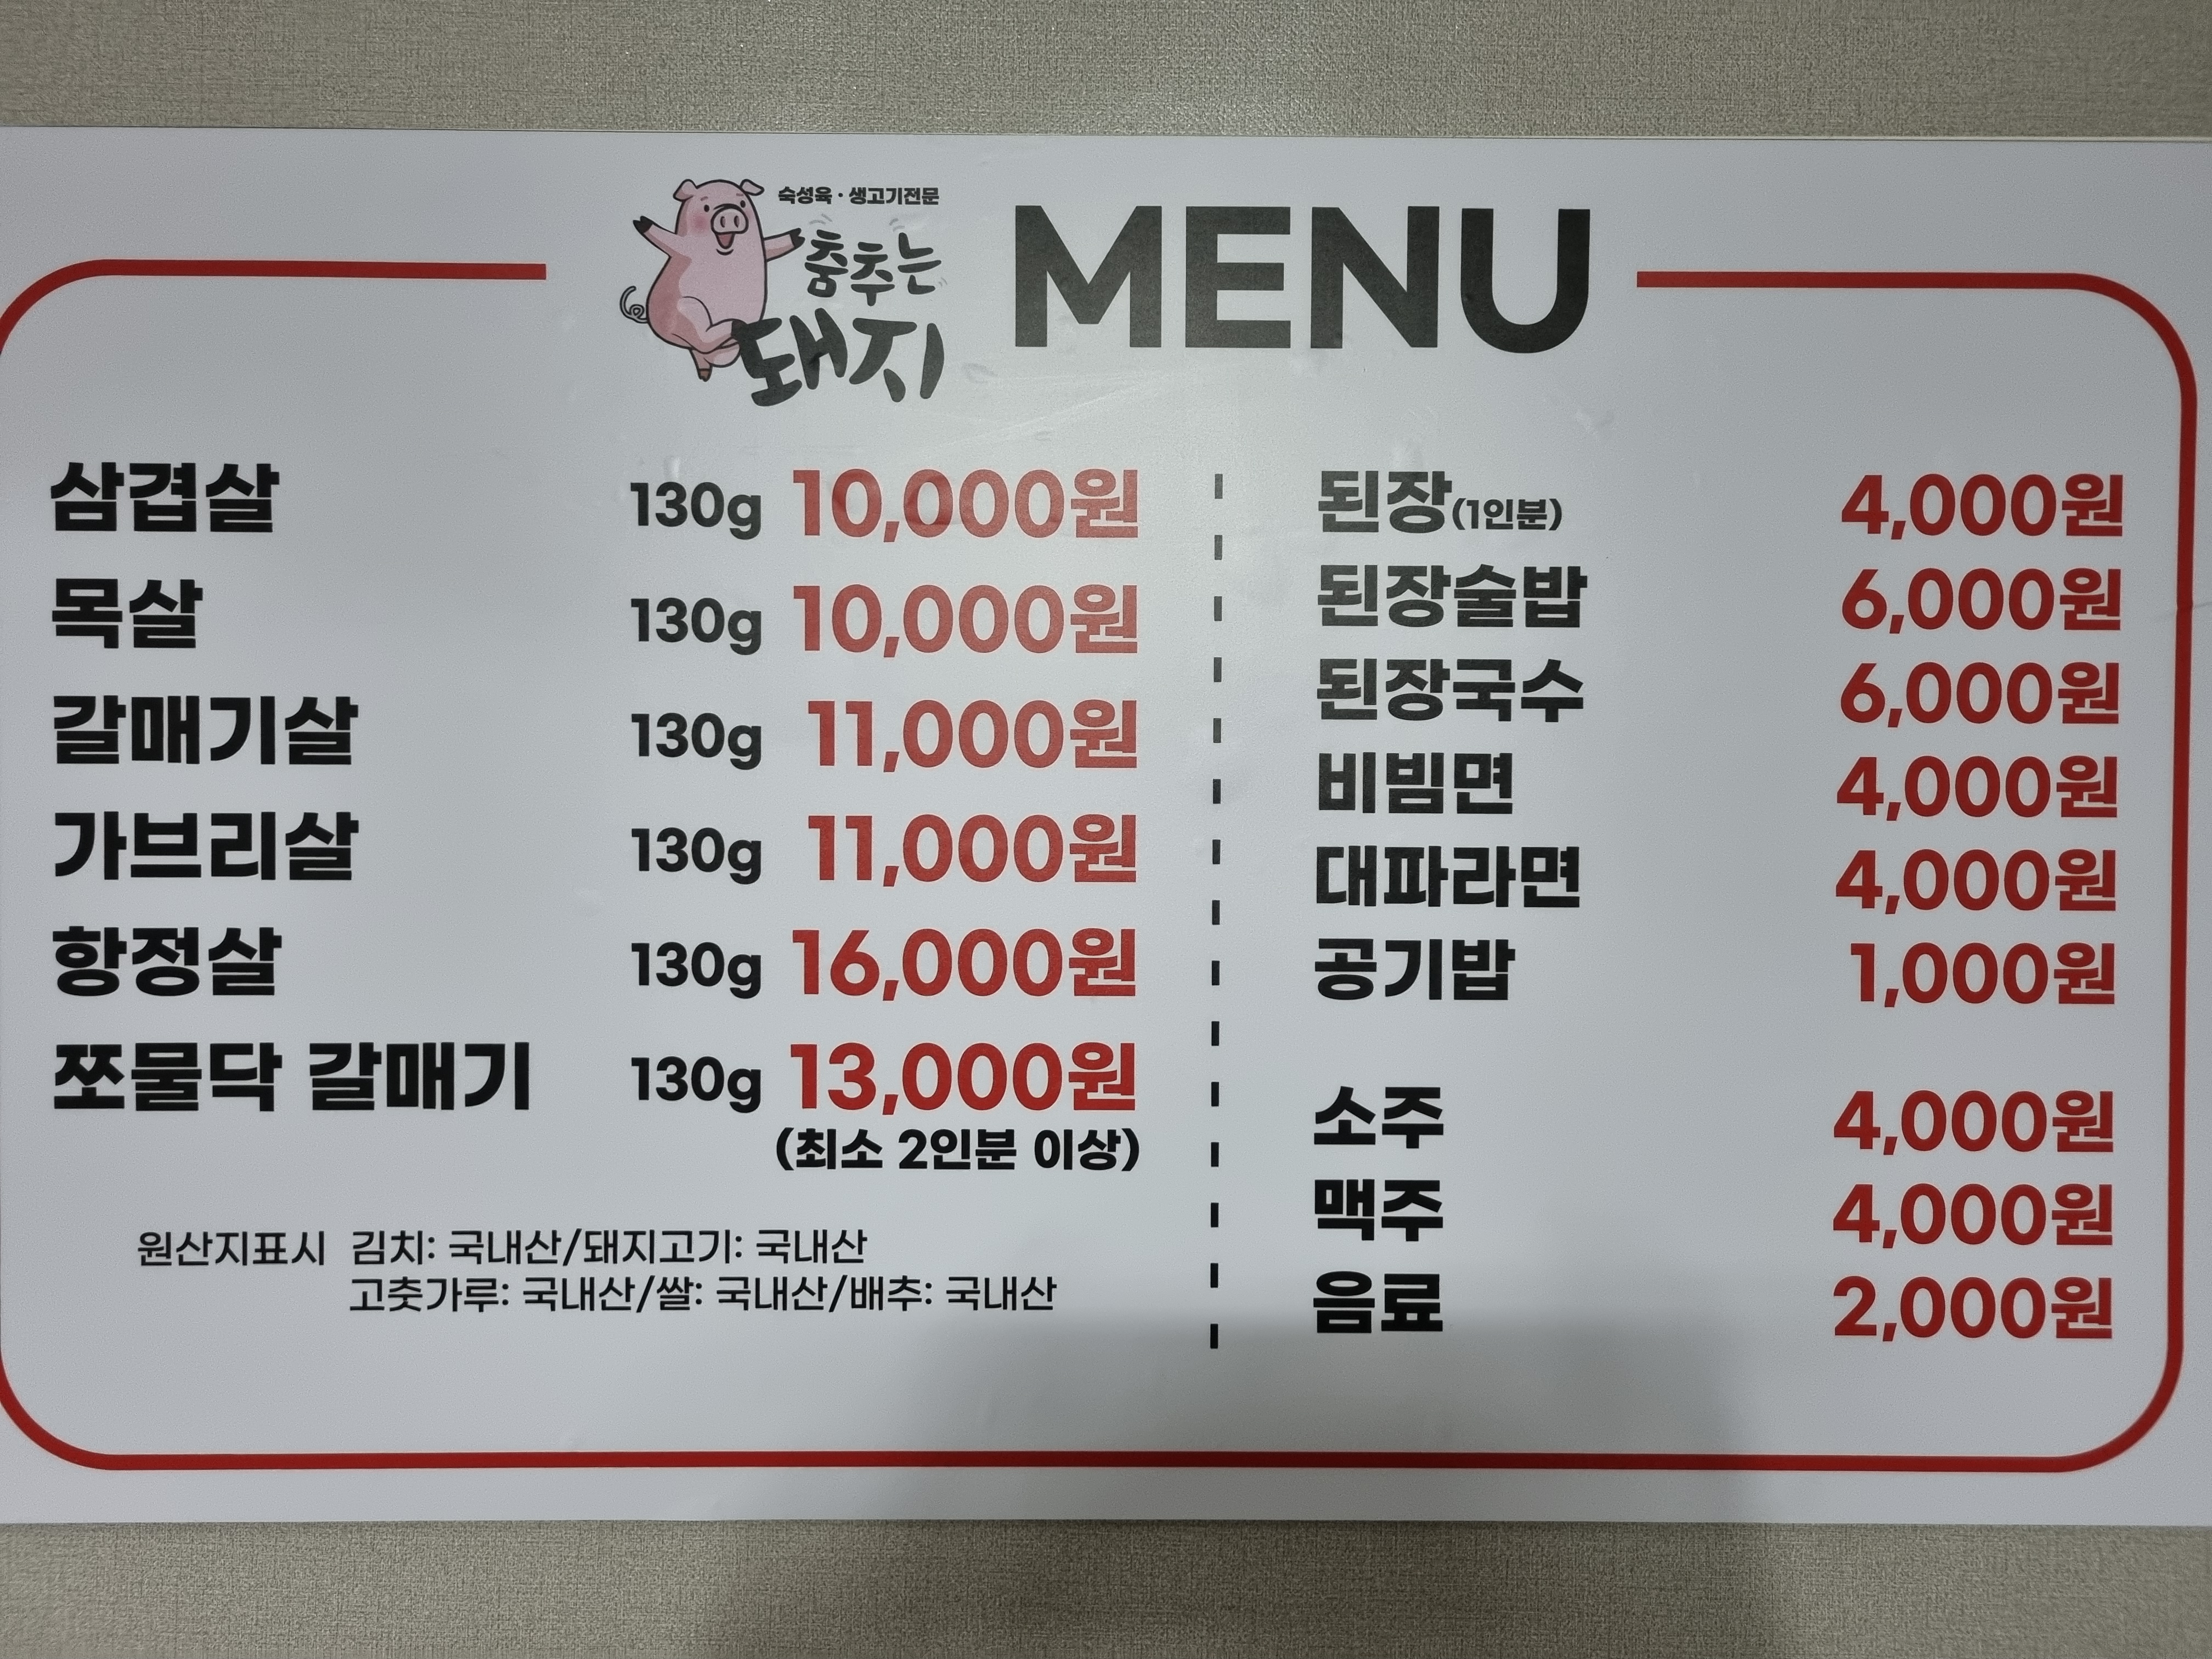 숙성육·생고기전문
춤추는
돼지
MENU
삼겹살 130g 10,000원
목살 130g 10,000원
갈매기살 130g 11,000원
가브리살 130g 11,000원
항정살 130g 16,000원
쪼물닥 갈매기 130g 13,000원
(최소 2인분 이상)
원산지표시 김치: 국내산/돼지고기: 국내산
고춧가루: 국내산/쌀: 국내산/배추: 국내산
된장(1인분) 4,000원
된장술밥 6,000원
된장국수 6,000원
비빔면 4,000원
대파라면 4,000원
공기밥 1,000원
소주 4,000원
맥주 4,000원
음료 2,000원